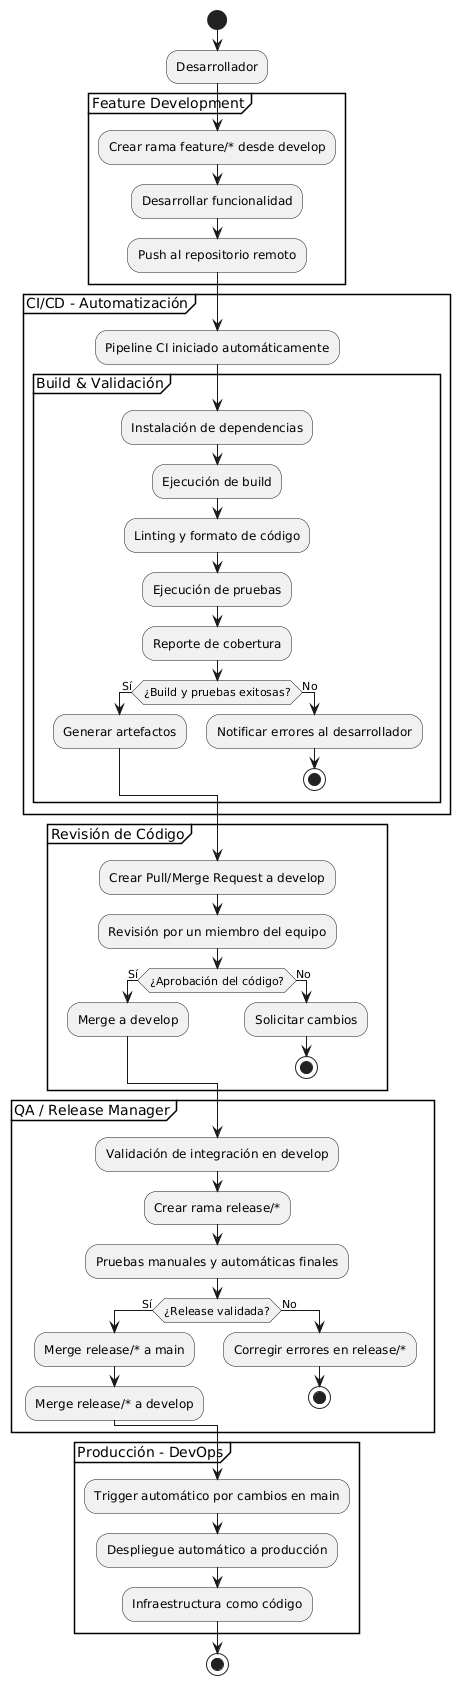 Desarrollador
Feature Development
Crear rama feature/* desde develop
Desarrollar funcionalidad
Push al repositorio remoto
CI/CD - Automatización
Pipeline CI iniciado automáticamente
Build & Validación
Instalación de dependencias
Ejecución de build
Linting y formato de código
Ejecución de pruebas
Reporte de cobertura
Sí
¿Build y pruebas exitosas?
No
Generar artefactos
Notificar errores al desarrollador
Revisión de Código
Crear Pull/Merge Request a develop
Revisión por un miembro del equipo
Sí
¿Aprobación del código?
No
Merge a develop
Solicitar cambios
QA / Release Manager
Validación de integración en develop
Crear rama release/*
Pruebas manuales y automáticas finales
Sí
¿Release validada?
No
Merge release/* a main
Corregir errores en release/*
Merge release/* a develop
Producción - DevOps
Trigger automático por cambios en main
Despliegue automático a producción
Infraestructura como código